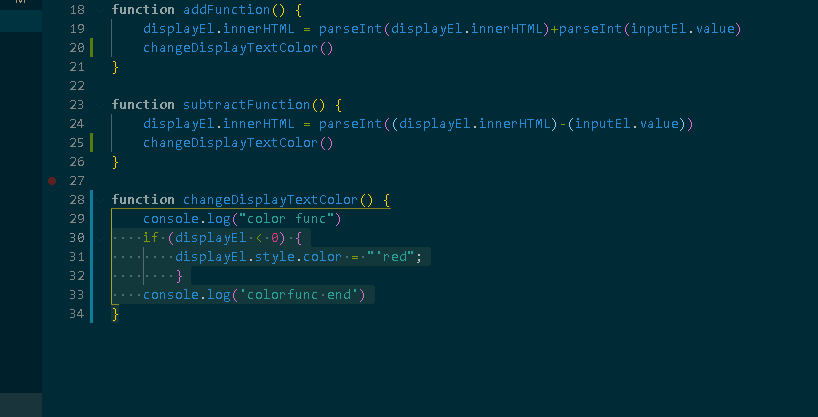 18 function addFunction() {
19 displayEl.innerHTML = parseInt(displayEl.innerHTML)+parseInt(inputEl.value)
20 changeDisplayTextColor()
21 }
22
23 function subtractFunction() {
24 displayEl.innerHTML = parseInt((displayEl.innerHTML)-(inputEl.value))
25 changeDisplayTextColor()
26 }
27
28 function changeDisplayTextColor() {
29 console.log("color func")
30 if (displayEl < 0) {
31 displayEl.style.color = "'red";
32 }
33 console.log('colorfunc end')
34 }